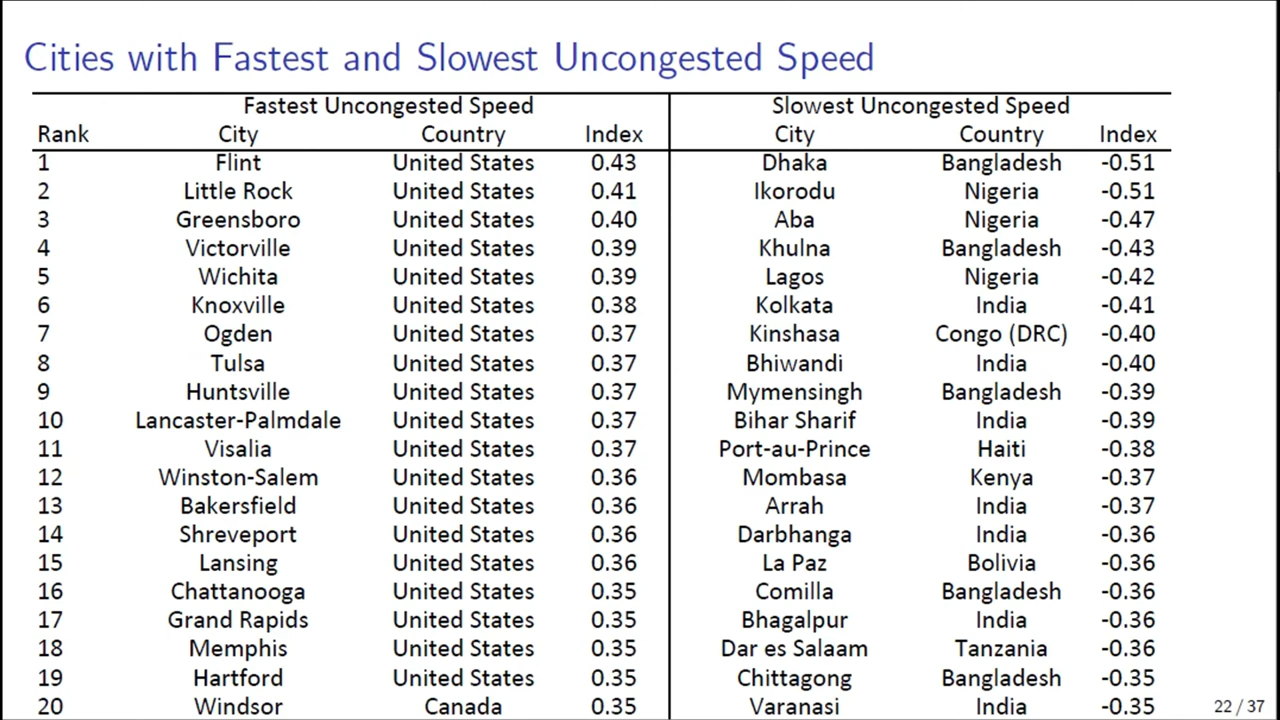 Cities with Fastest and Slowest Uncongested Speed
Fastest Uncongested Speed Slowest Uncongested Speed
Rank City Country Index City Country Index
1 Flint United States 0.43 Dhaka Bangladesh -0.51
2 Little Rock United States 0.41 Ikorodu Nigeria -0.51
3 Greensboro United States 0.40 Aba Nigeria -0.47
4 Victorville United States 0.39 Khulna Bangladesh -0.43
5 Wichita United States 0.39 Lagos Nigeria -0.42
6 Knoxville United States 0.38 Kolkata India -0.41
7 Ogden United States 0.37 Kinshasa Congo (DRC) -0.40
8 Tulsa United States 0.37 Bhiwandi India -0.40
9 Huntsville United States 0.37 Mymensingh Bangladesh -0.39
10 Lancaster-Palmdale United States 0.37 Bihar Sharif India -0.39
11 Visalia United States 0.37 Port-au-Prince Haiti -0.38
12 Winston-Salem United States 0.36 Mombasa Kenya -0.37
13 Bakersfield United States 0.36 Arrah India -0.37
14 Shreveport United States 0.36 Darbhanga India -0.36
15 Lansing United States 0.36 La Paz Bolivia -0.36
16 Chattanooga United States 0.35 Comilla Bangladesh -0.36
17 Grand Rapids United States 0.35 Bhagalpur India -0.36
18 Memphis United States 0.35 Dar es Salaam Tanzania -0.36
19 Hartford United States 0.35 Chittagong Bangladesh -0.35
20 Windsor Canada 0.35 Varanasi India -0.35
22 / 37